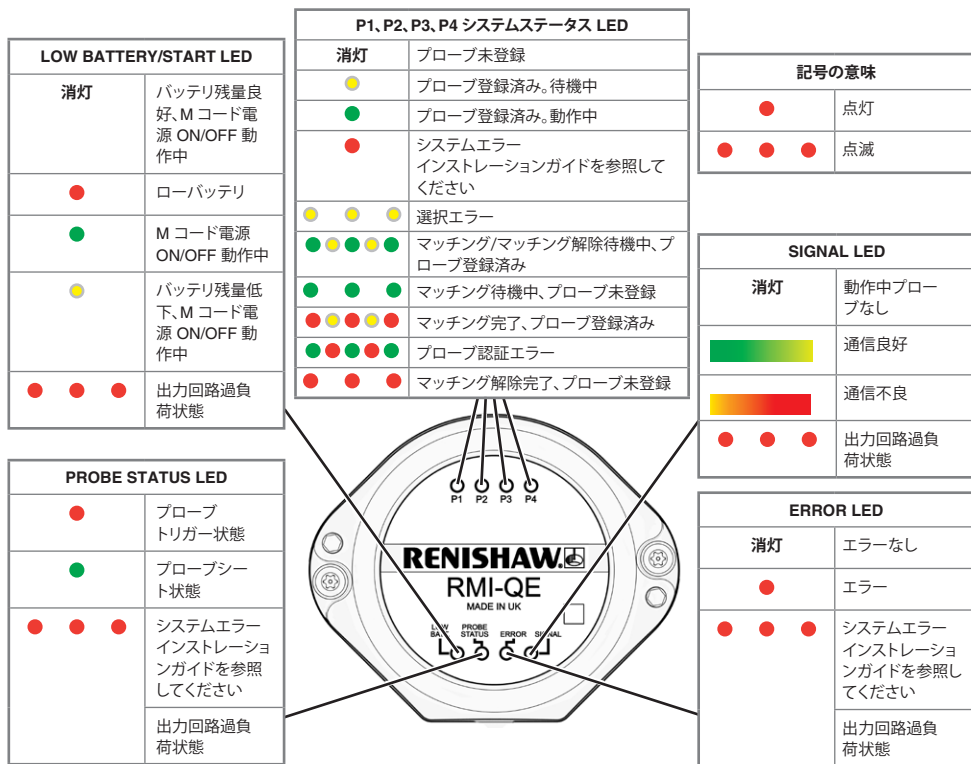 LOW BATTERY/START LED
消灯
バッテリ残量良
好、M コード電
源 ON/OFF 動
作中
ローバッテリ
M コード電源
ON/OFF 動作中
バッテリ残量低
下、M コード電
源 ON/OFF 動
作中
出力回路過負
荷状態
P1、P2、P3、P4 システムステータス LED
消灯
プローブ未登録
プローブ登録済み。待機中
プローブ登録済み。動作中
システムエラー
インストレーションガイドを参照して
ください
選択エラー
マッチング/マッチング解除待機中、プ
ローブ登録済み
マッチング待機中、プローブ未登録
マッチング完了、プローブ登録済み
プローブ認証エラー
マッチング解除完了、プローブ未登録
記号の意味
点灯
点滅
SIGNAL LED
消灯
動作中プロー
ブなし
通信良好
通信不良
出力回路過負
荷状態
PROBE STATUS LED
プローブ
トリガー状態
プローブシー
ト状態
システムエラー
インストレーショ
ンガイドを参照
してください
出力回路過負
荷状態
P1 P2 P3 P4
RENISHAW
RMI-QE
MADE IN UK
LOW
BATT
PROBE
STATUS
ERROR
SIGNAL
ERROR LED
消灯
エラーなし
エラー
システムエラー
インストレーショ
ンガイドを参照し
てください
出力回路過負
荷状態